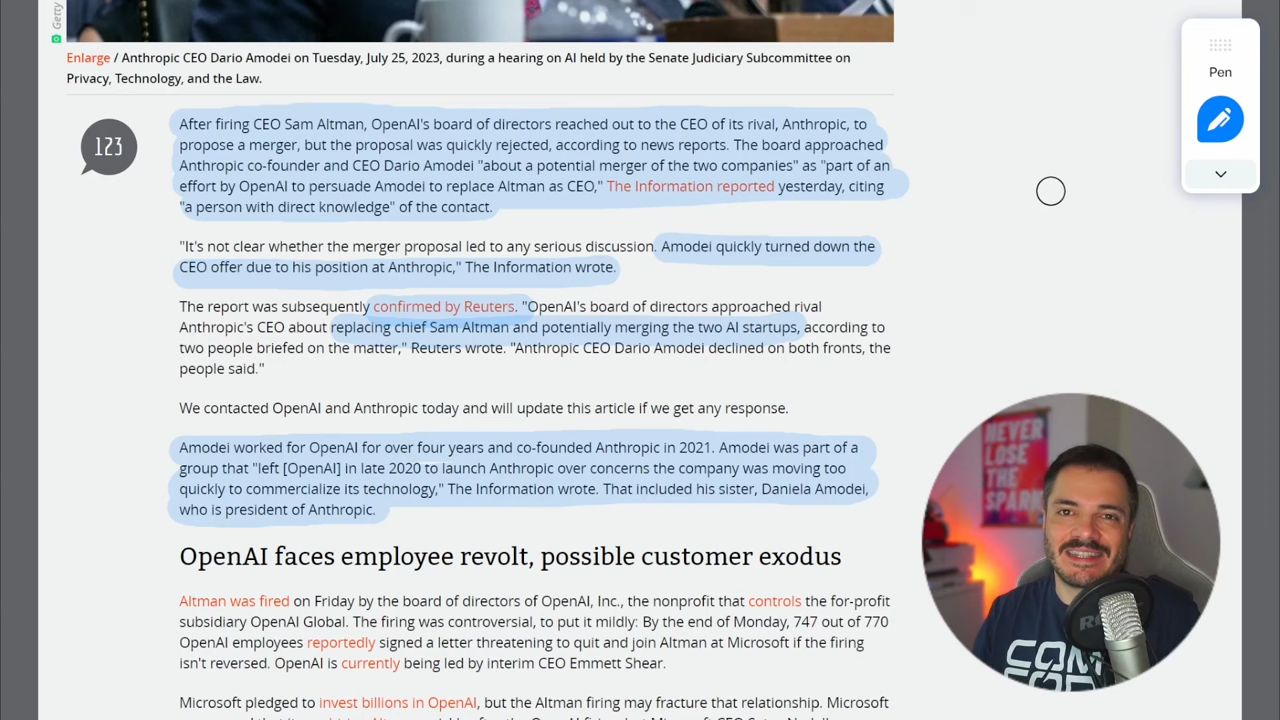 Getty
Enlarge / Anthropic CEO Dario Amodei on Tuesday, July 25, 2023, during a hearing on AI held by the Senate Judiciary Subcommittee on
Privacy, Technology, and the Law.
Pen
123
After firing CEO Sam Altman, OpenAI's board of directors reached out to the CEO of its rival, Anthropic, to
propose a merger, but the proposal was quickly rejected, according to news reports. The board approached
Anthropic co-founder and CEO Dario Amodei "about a potential merger of the two companies" as "part of an
effort by OpenAI to persuade Amodei to replace Altman as CEO," The Information reported yesterday, citing
"a person with direct knowledge" of the contact.
"It's not clear whether the merger proposal led to any serious discussion. Amodei quickly turned down the
CEO offer due to his position at Anthropic," The Information wrote.
The report was subsequently confirmed by Reuters. "OpenAI's board of directors approached rival
Anthropic's CEO about replacing chief Sam Altman and potentially merging the two AI startups, according to
two people briefed on the matter," Reuters wrote. "Anthropic CEO Dario Amodei declined on both fronts, the
people said."
We contacted OpenAI and Anthropic today and will update this article if we get any response.
Amodei worked for OpenAI for over four years and co-founded Anthropic in 2021. Amodei was part of a
group that "left [OpenAI] in late 2020 to launch Anthropic over concerns the company was moving too
quickly to commercialize its technology," The Information wrote. That included his sister, Daniela Amodei,
who is president of Anthropic.
OpenAI faces employee revolt, possible customer exodus
Altman was fired on Friday by the board of directors of OpenAI, Inc., the nonprofit that controls the for-profit
subsidiary OpenAI Global. The firing was controversial, to put it mildly: By the end of Monday, 747 out of 770
OpenAI employees reportedly signed a letter threatening to quit and join Altman at Microsoft if the firing
isn't reversed. OpenAI is currently being led by interim CEO Emmett Shear.
Microsoft pledged to invest billions in OpenAI, but the Altman firing may fracture that relationship. Microsoft
NEVER
LOSE
THE
SPARK